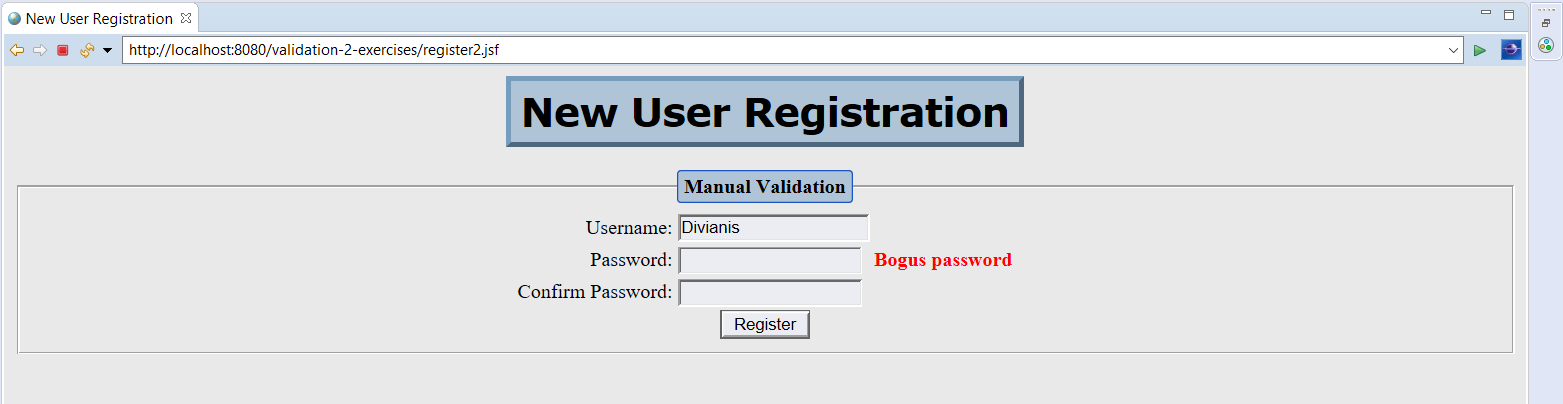 New User Registration
http://localhost:8080/validation-2-exercises/register2.jsf
New User Registration
Manual Validation
Username: Divianis
Password: Bogus password
Confirm Password:
Register